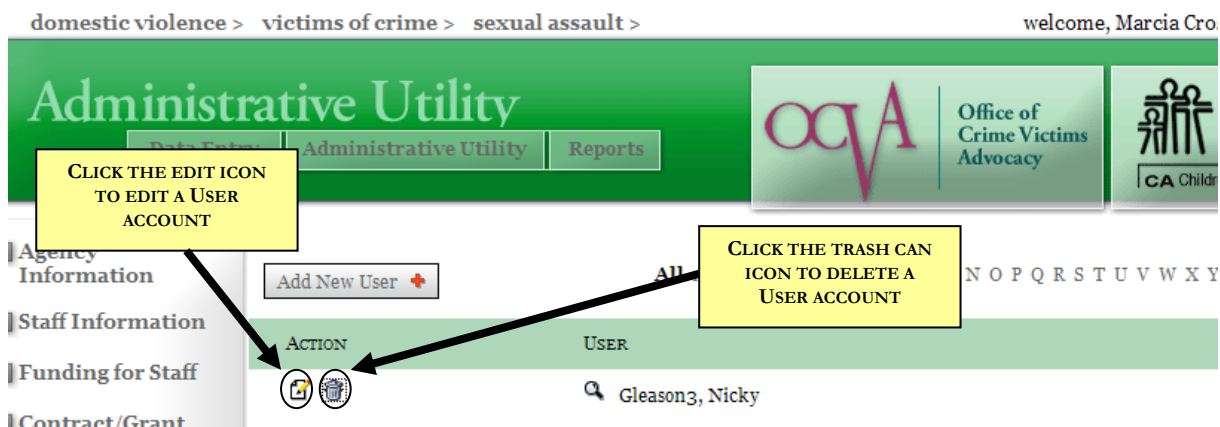 domestic violence > victims of crime > sexual assault >
welcome, Marcia Cro
Administrative Utility
Data Entry Administrative Utility Reports
OCVA
Office of
Crime Victims
Advocacy
CA Childr
CLICK THE EDIT ICON
TO EDIT A USER
ACCOUNT
CLICK THE TRASH CAN
ICON TO DELETE A
USER ACCOUNT
Agency
Information
Staff Information
Funding for Staff
Contract/Grant
Add New User
All
N O P Q R S T U V W X Y
ACTION USER
Gleason3, Nicky